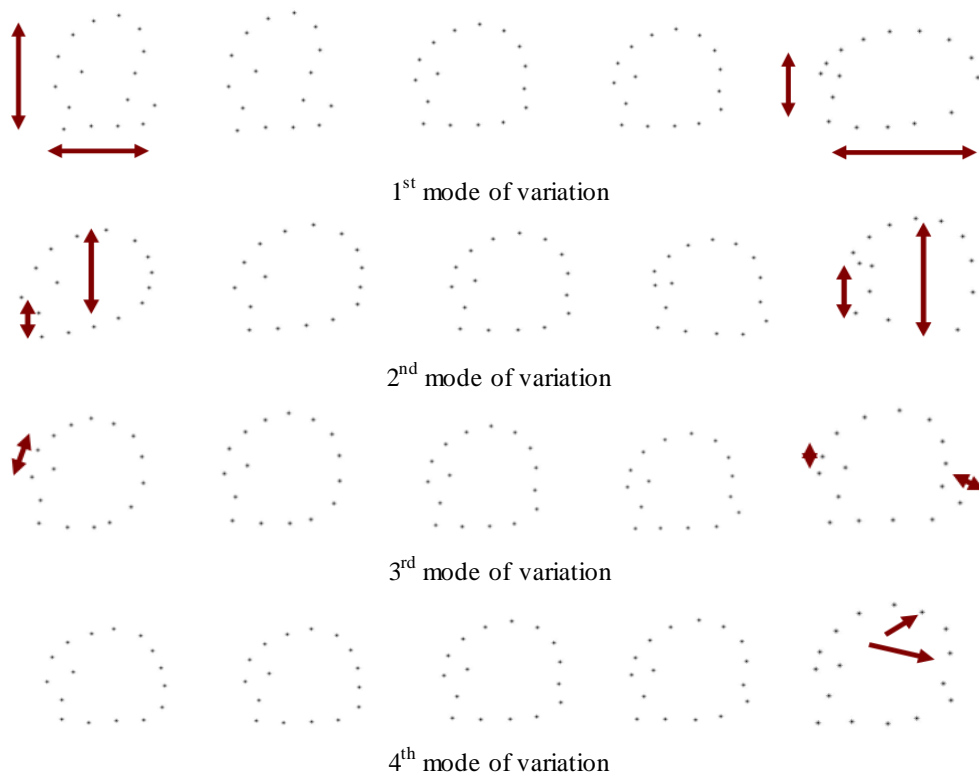 1st mode of variation
2nd mode of variation
3rd mode of variation
4th mode of variation